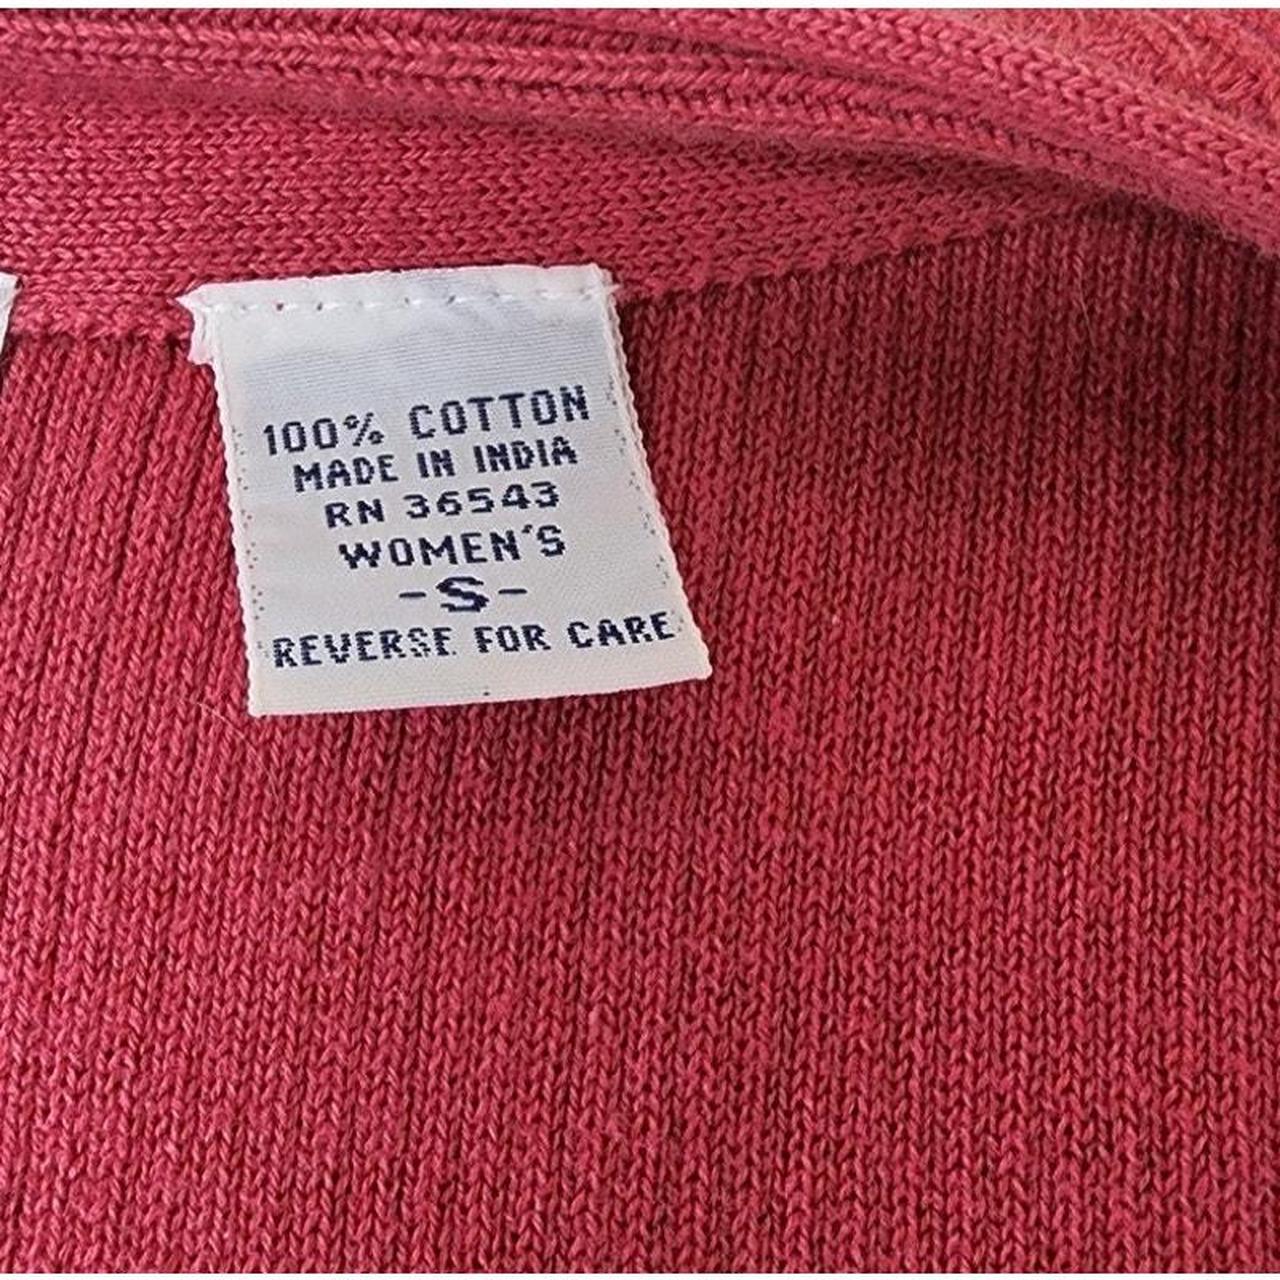 100% COTTON
MADE IN INDIA
RN 36543
WOMEN'S
-S-
REVERSE FOR CARE